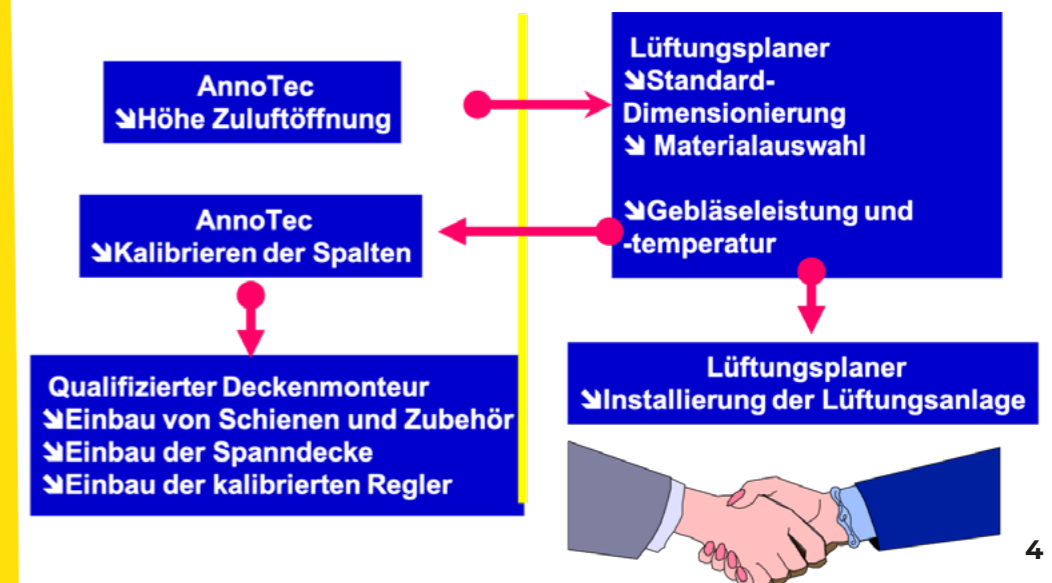 AnnoTec
⬊Höhe Zuluftöffnung
Lüftungsplaner
⬊Standard-
Dimensionierung
⬊ Materialauswahl
⬊Gebläseleistung und
-temperatur
AnnoTec
⬊Kalibrieren der Spalten
Qualifizierter Deckenmonteur
⬊Einbau von Schienen und Zubehör
⬊Einbau der Spanndecke
⬊Einbau der kalibrierten Regler
Lüftungsplaner
⬊Installierung der Lüftungsanlage
4